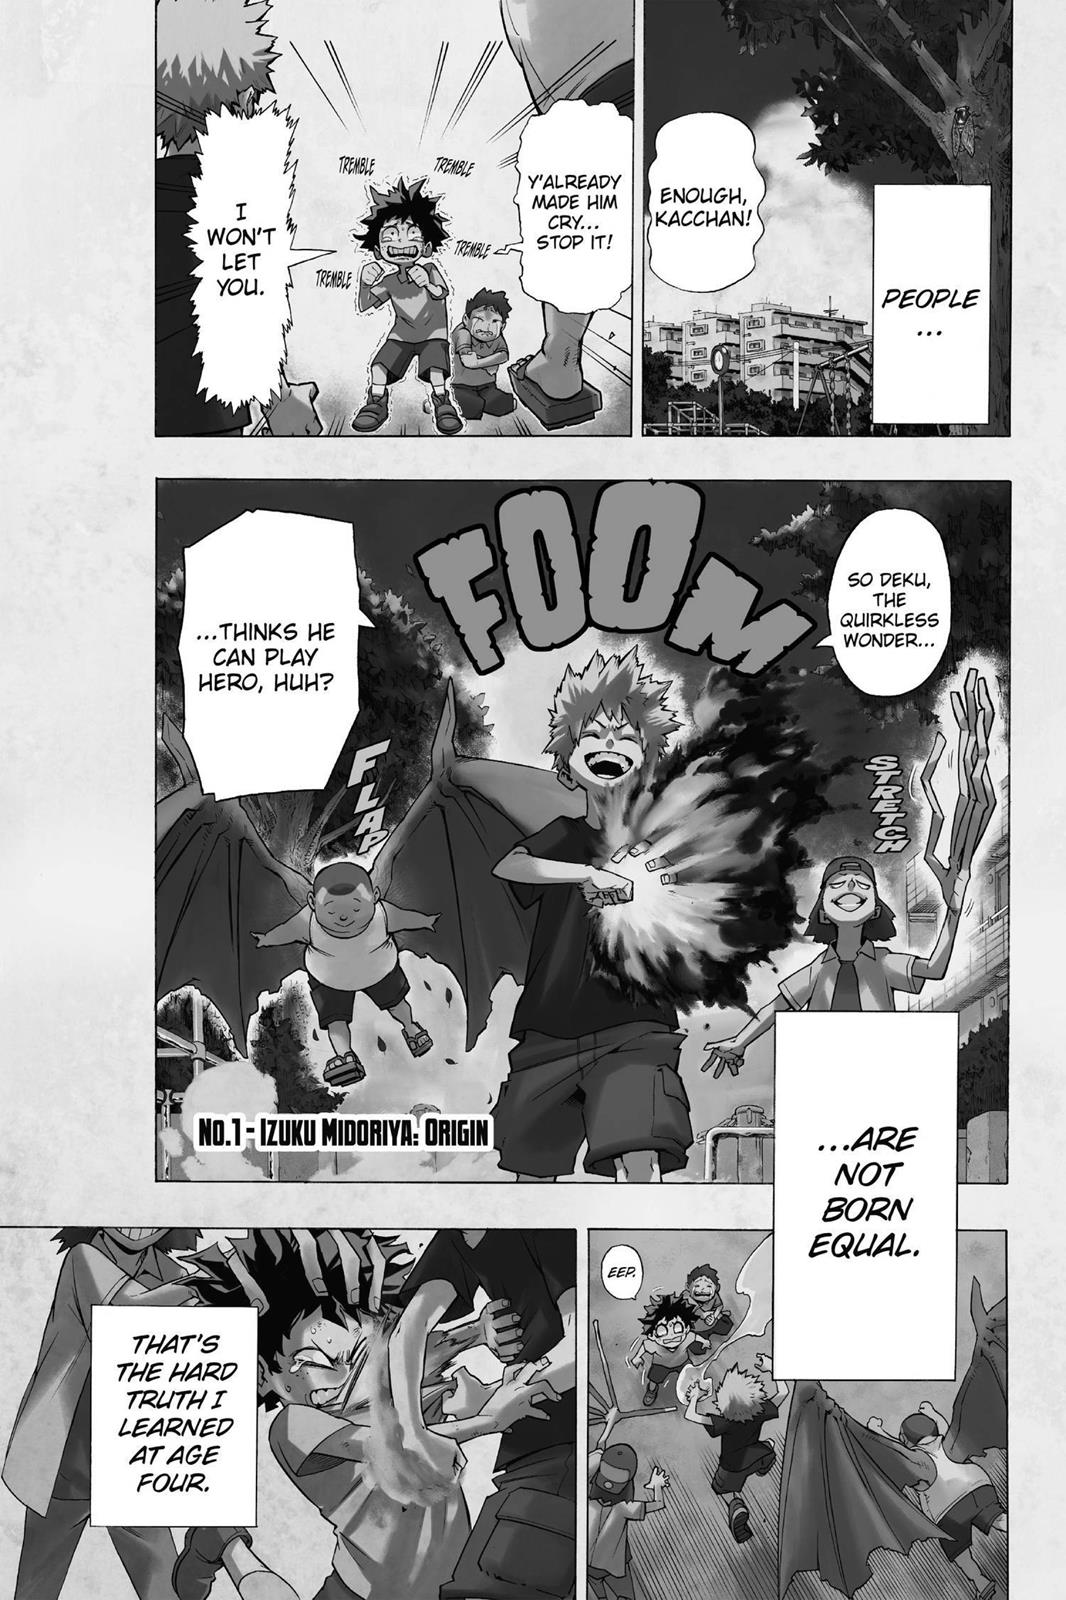 ENOUGH,
KACCHAN!
PEOPLE
...
Y'ALREADY
MADE HIM
CRY...
STOP IT!
TREMBLE
TREMBLE
TREMBLE
TREMBLE
I
WON'T
LET
YOU.
SO DEKU,
THE
QUIRKLESS
WONDER...
FOOM
STRETCH
...THINKS HE
CAN PLAY
HERO, HUH?
FLAP
No.1 - Izuku Midoriya: Origin
...ARE
NOT
BORN
EQUAL.
EEP.
THAT'S
THE HARD
TRUTH I
LEARNED
AT AGE
FOUR.